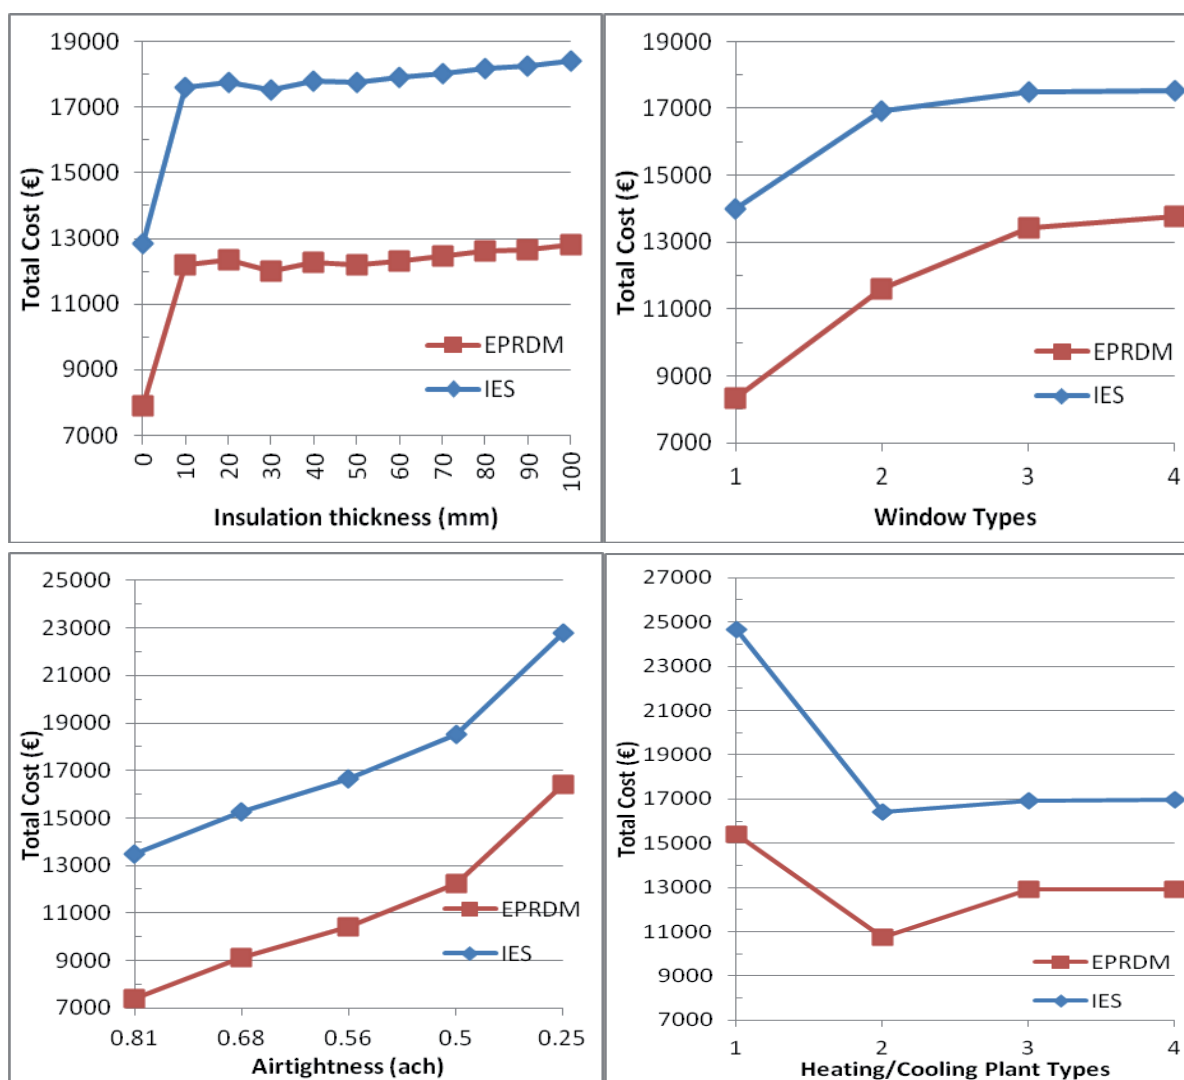 19000
17000
15000
13000
11000
9000
7000
Total Cost (€)
EPRDM
IES
0 10 20 30 40 50 60 70 80 90 100
Insulation thickness (mm)
19000
17000
15000
13000
11000
9000
7000
Total Cost (€)
EPRDM
IES
1 2 3 4
Window Types
25000
23000
21000
19000
17000
15000
13000
11000
9000
7000
Total Cost (€)
EPRDM
IES
0.81 0.68 0.56 0.5 0.25
Airtightness (ach)
27000
25000
23000
21000
19000
17000
15000
13000
11000
9000
7000
Total Cost (€)
EPRDM
IES
1 2 3 4
Heating/Cooling Plant Types